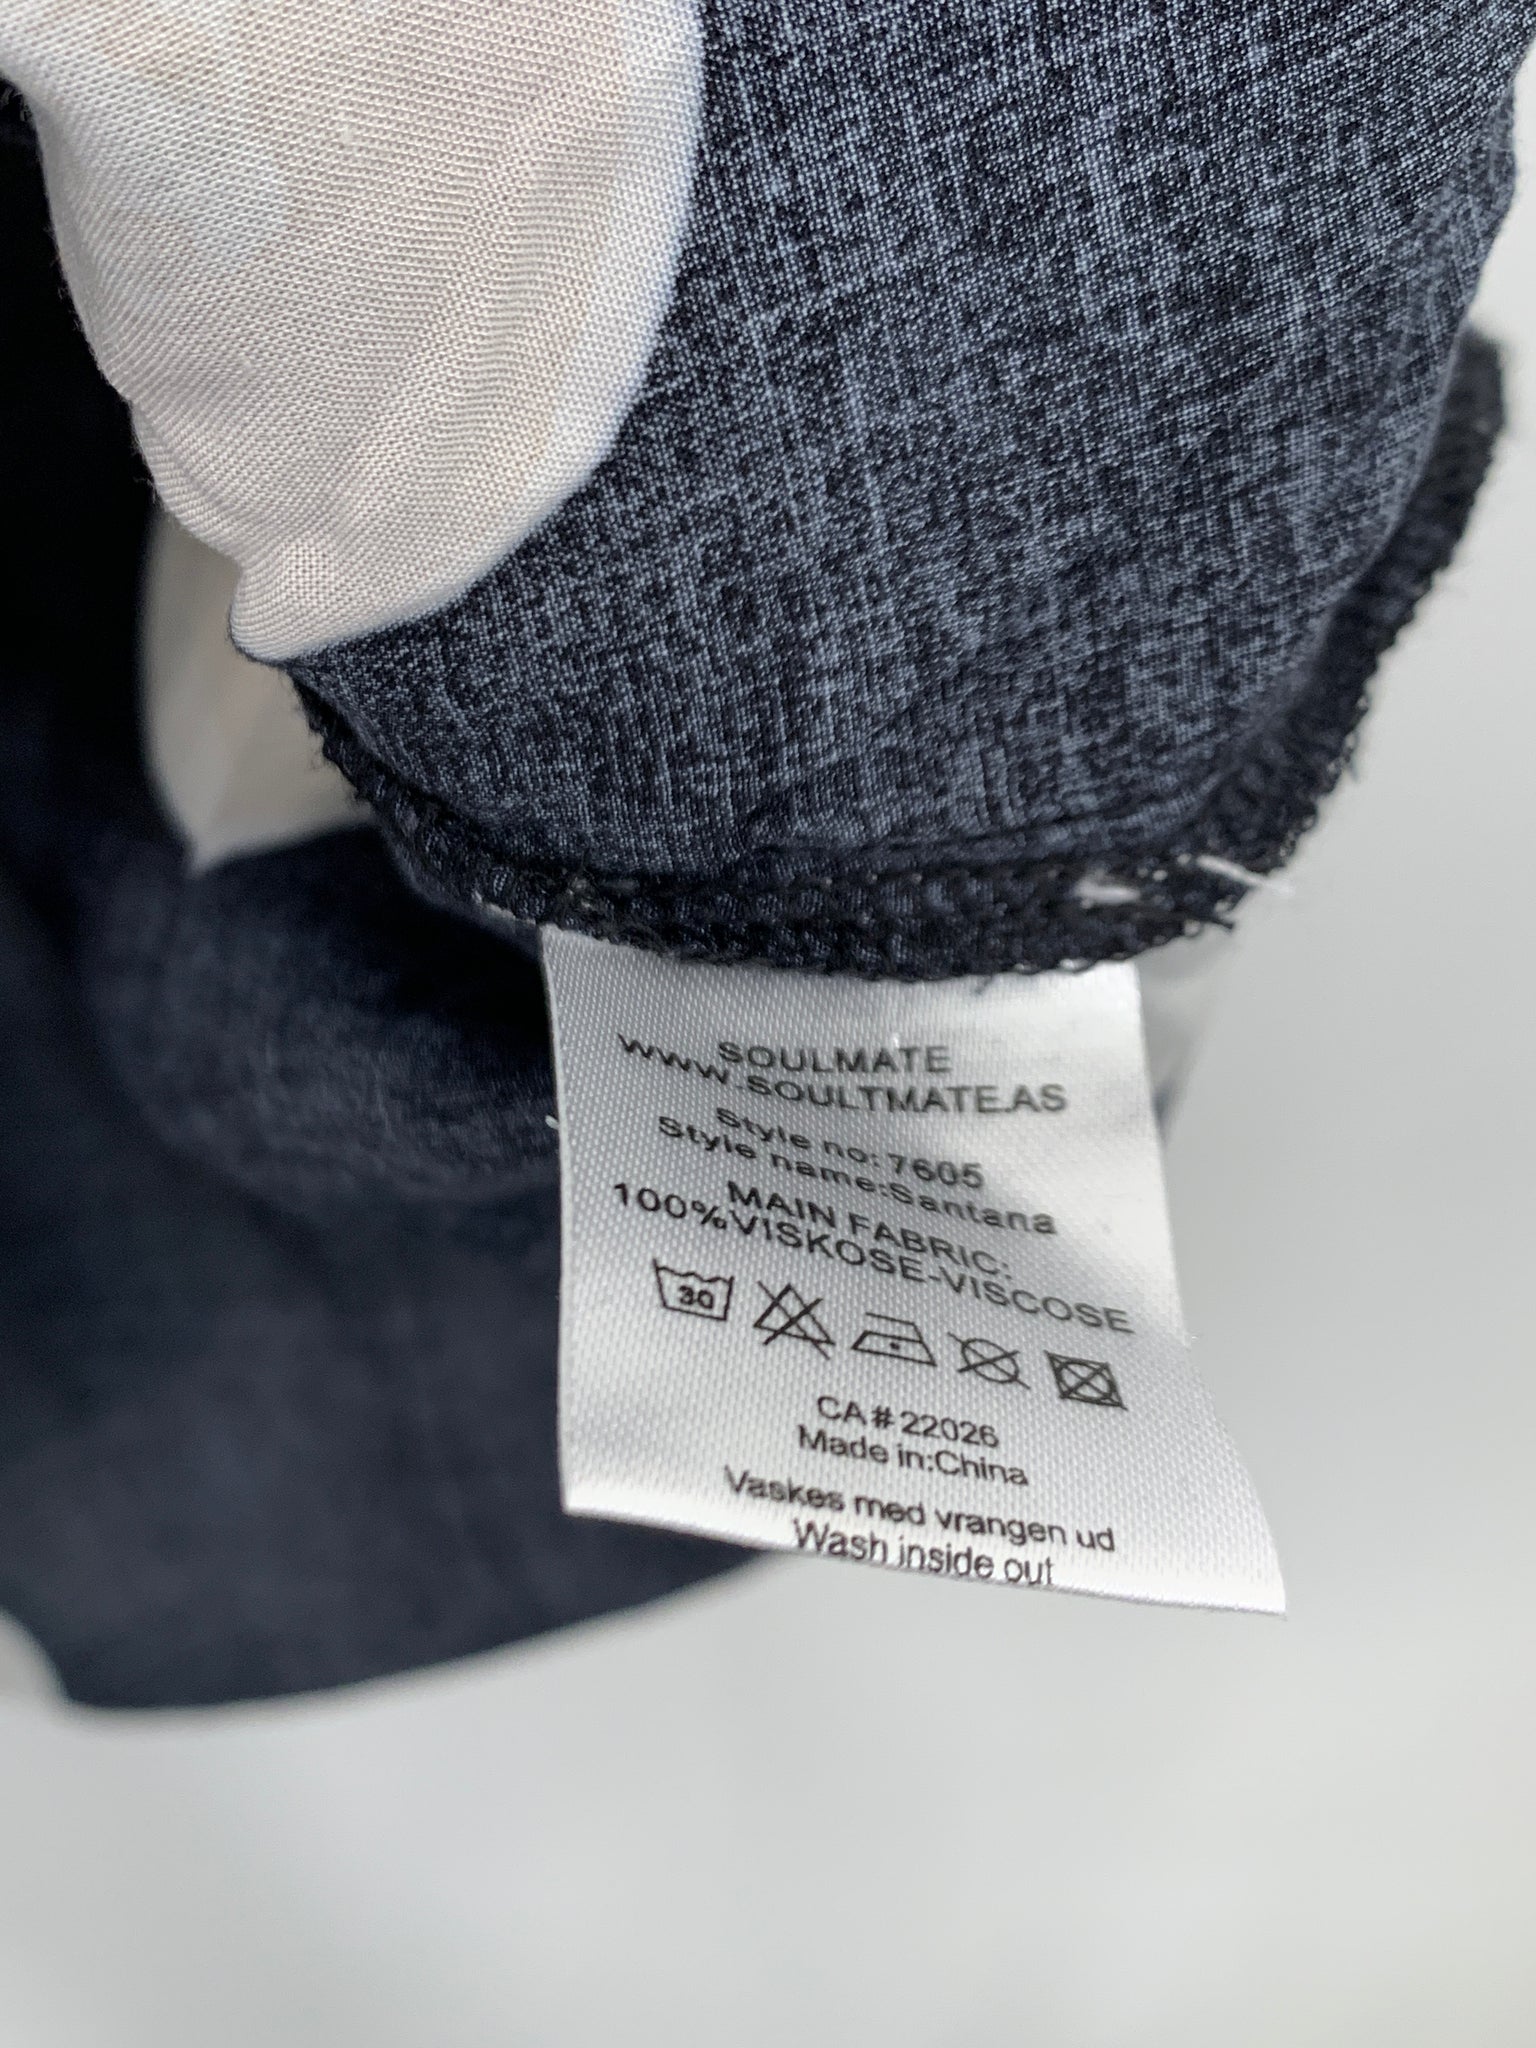 SOULMATE
WWW.SOULTMATE.AS
Style no:7605
Style name:Santana
MAIN FABRIC:
100%VISKOSE-VISCOSE
30
CA#22026
Made in:China
Vaskes med vrangen ud
Wash inside out